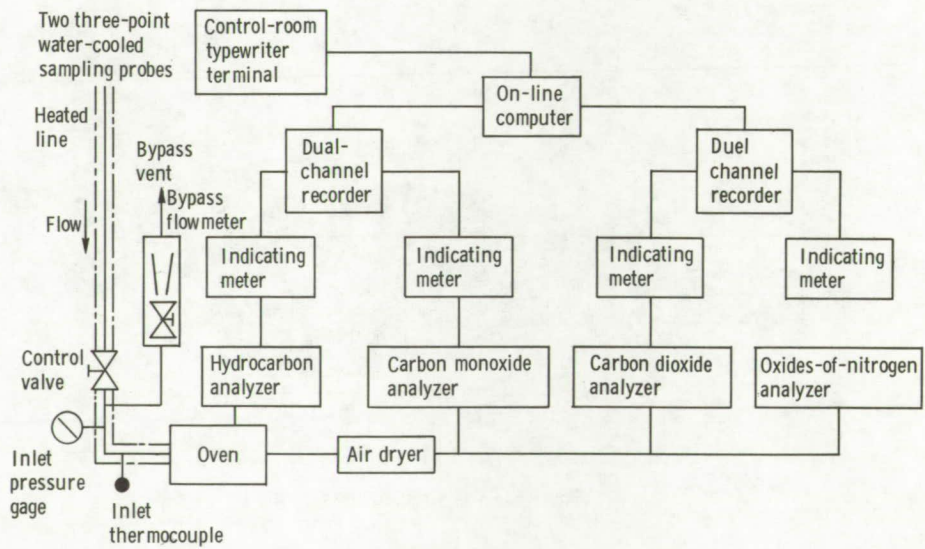 Two three-point
water-cooled
sampling probes
Control-room
typewriter
terminal
On-line
computer
Heated
line
Bypass
vent
Dual-
channel
recorder
Duel
channel
recorder
Flow
Bypass
flowmeter
Indicating
meter
Indicating
meter
Indicating
meter
Indicating
meter
Control
valve
Hydrocarbon
analyzer
Carbon monoxide
analyzer
Carbon dioxide
analyzer
Oxides-of-nitrogen
analyzer
Oven
Air dryer
Inlet
pressure
gage
Inlet
thermocouple